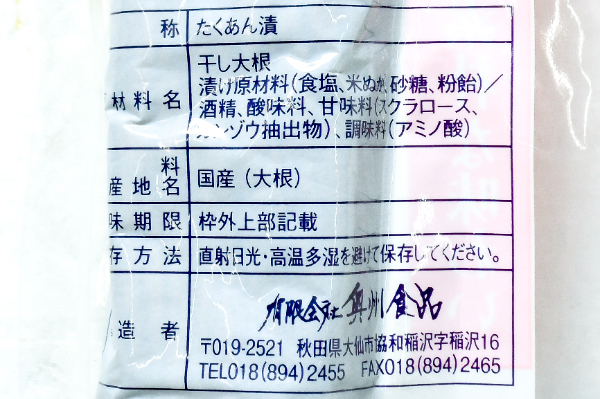 称 たくあん漬
干し大根
漬け原材料(食塩、米ぬか、砂糖、粉飴)/
材料名 酒精、酸味料、甘味料(スクラロース、
カンゾウ抽出物)、調味料(アミノ酸)
料
産地名 国産(大根)
味期限 枠外上部記載
存方法 直射日光・高温多湿を避けて保存してください。
有限会社 奥州食品
造者
〒019-2521 秋田県大仙市協和稲沢字稲沢16
TEL018(894)2455 FAX018(894)2465